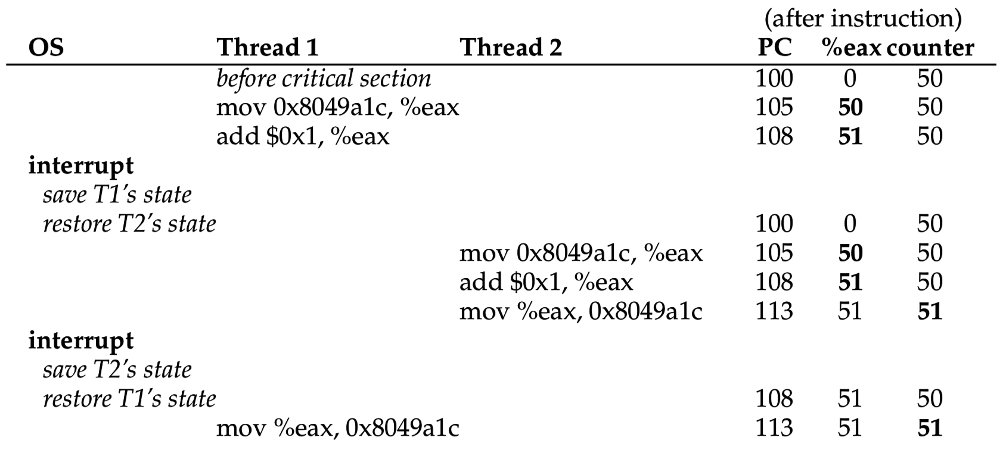 (after instruction)
OS Thread 1 Thread 2 PC %eax counter
before critical section 100 0 50
mov 0x8049a1c, %eax 105 50 50
add $0x1, %eax 108 51 50
interrupt
save T1's state
restore T2's state 100 0 50
mov 0x8049a1c, %eax 105 50 50
add $0x1, %eax 108 51 50
mov %eax, 0x8049a1c 113 51 51
interrupt
save T2's state
restore T1's state 108 51 50
mov %eax, 0x8049a1c 113 51 51